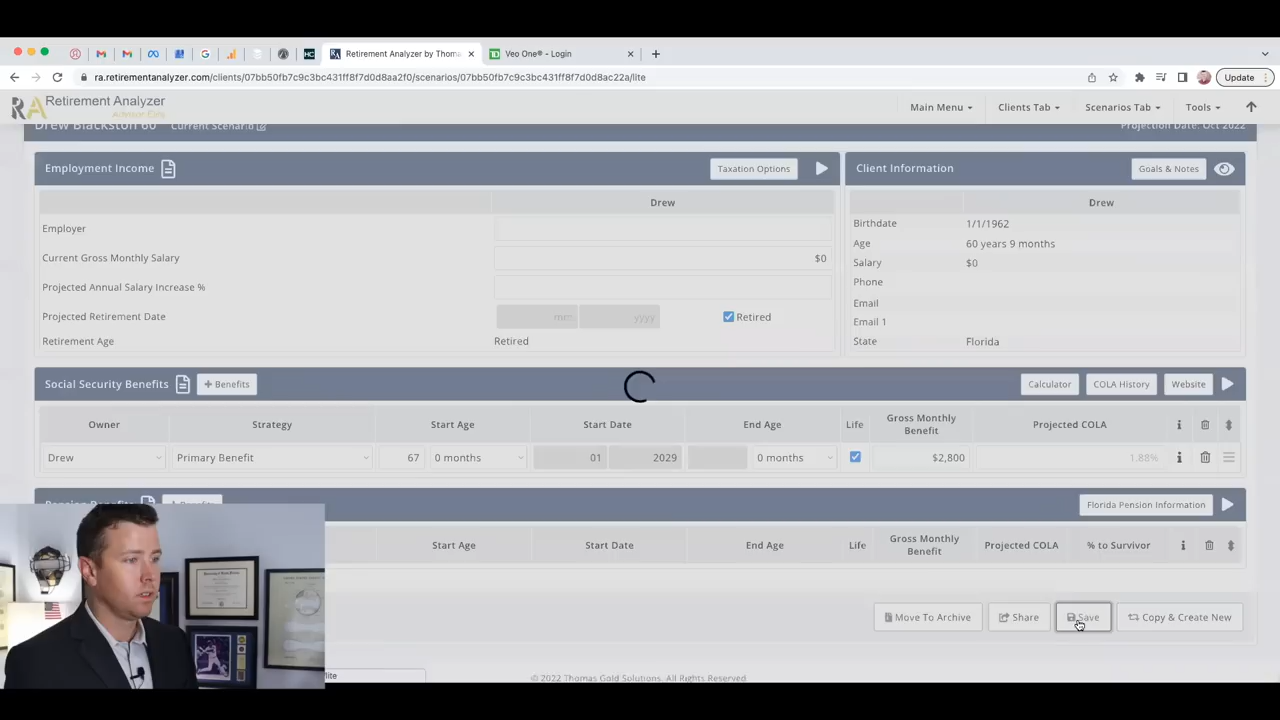 Retirement Analyzer by Thoma
Veo One® - Login
ra.retirementanalyzer.com/clients/07bb50fb7c9c3bc431ff8f7d0d8aa2f0/scenarios/07bb50fb7c9c3bc431ff8f7d0d8ac22a/lite
Update
RA Retirement Analyzer
Main Menu Clients Tab Scenarios Tab Tools
Drew Blackston 60 Current Scenario Projection Date: Oct 2022
Employment Income Taxation Options
Drew
Employer
Current Gross Monthly Salary $0
Projected Annual Salary Increase %
Projected Retirement Date mm yyyy Retired
Retirement Age Retired
Client Information Goals & Notes
Drew
Birthdate 1/1/1962
Age 60 years 9 months
Salary $0
Phone
Email
Email 1
State Florida
Social Security Benefits + Benefits Calculator COLA History Website
Owner Strategy Start Age Start Date End Age Life Gross Monthly Benefit Projected COLA
Drew Primary Benefit 67 0 months 01 2029 0 months $2,800 1.88%
Florida Pension Information
Start Age Start Date End Age Life Gross Monthly Benefit Projected COLA % to Survivor
Move To Archive Share Save Copy & Create New
© 2022 Thomas Gold Solutions. All Rights Reserved.